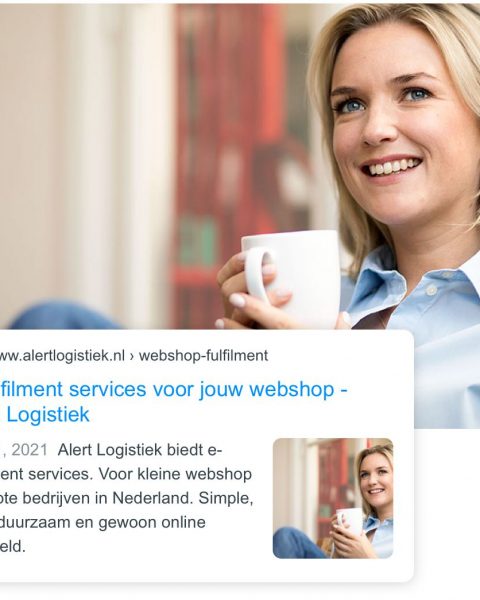 ww.alertlogistiek.nl › webshop-fulfilment
filment services voor jouw webshop -
Logistiek
, 2021 Alert Logistiek biedt e-
ent services. Voor kleine webshop
ote bedrijven in Nederland. Simple,
duurzaam en gewoon online
eld.